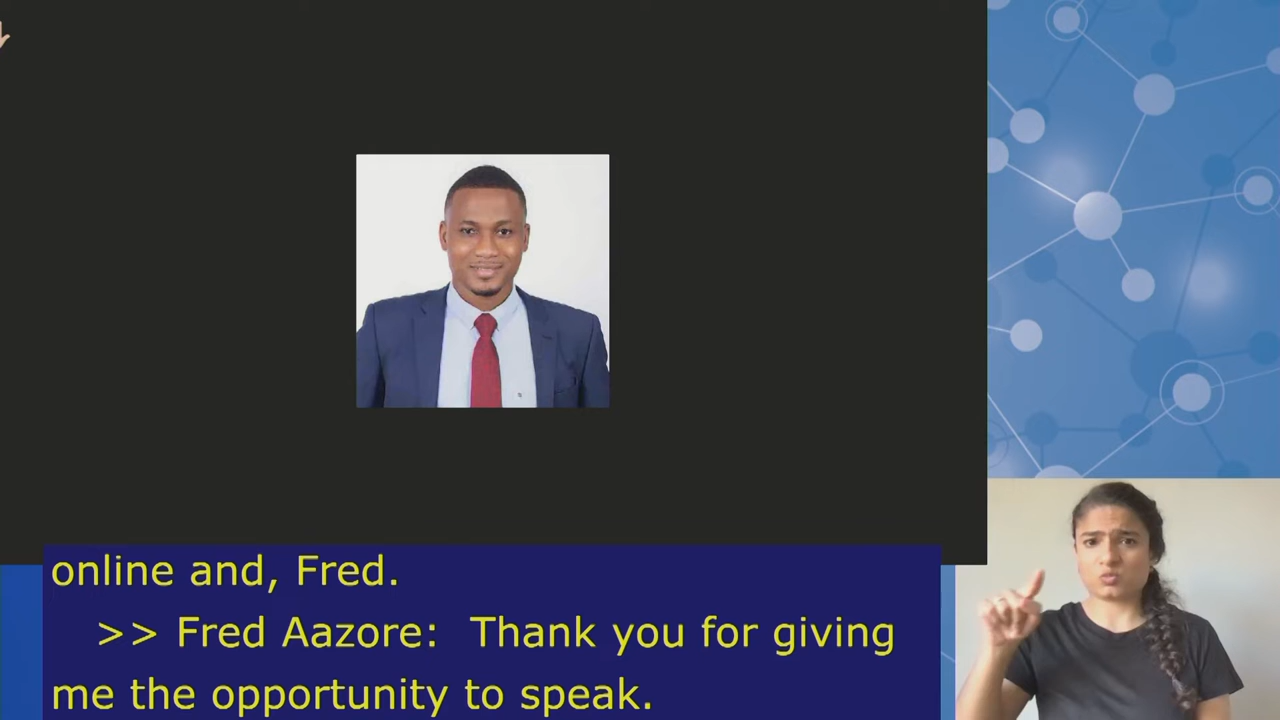 online and, Fred.
>> Fred Aazore: Thank you for giving
me the opportunity to speak.